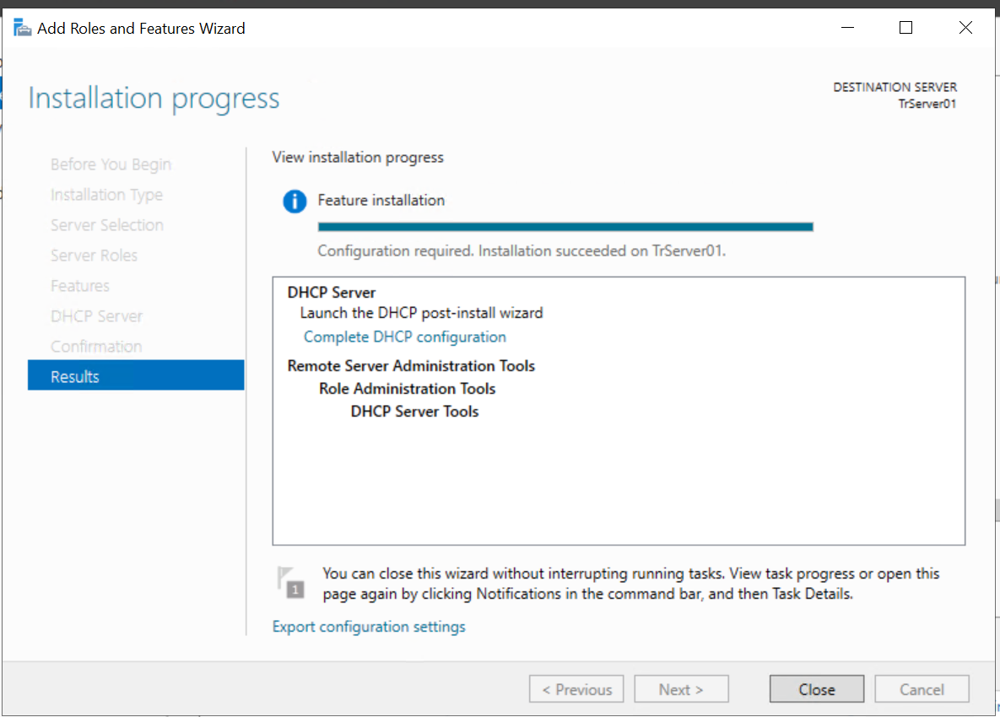 Add Roles and Features Wizard
Installation progress
DESTINATION SERVER
TrServer01
Before You Begin
Installation Type
Server Selection
Server Roles
Features
DHCP Server
Confirmation
Results
View installation progress
Feature installation
Configuration required. Installation succeeded on TrServer01.
DHCP Server
Launch the DHCP post-install wizard
Complete DHCP configuration
Remote Server Administration Tools
Role Administration Tools
DHCP Server Tools
1
You can close this wizard without interrupting running tasks. View task progress or open this
page again by clicking Notifications in the command bar, and then Task Details.
Export configuration settings
< Previous
Next >
Close
Cancel